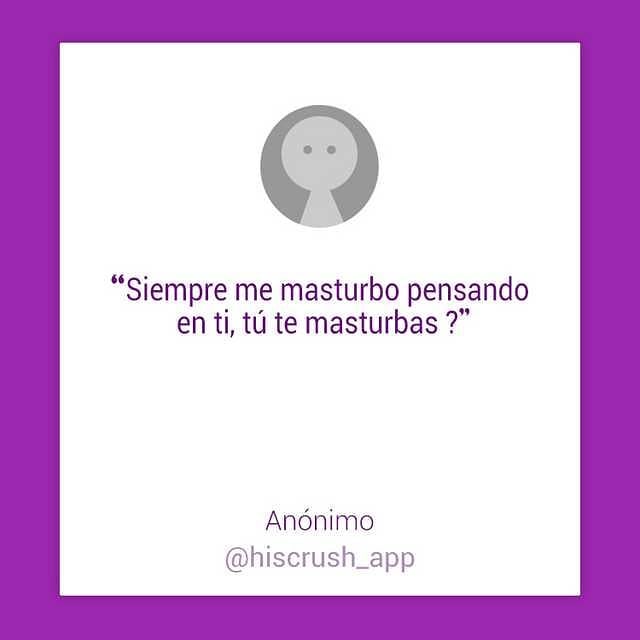 ❝Siempre me masturbo pensando
en ti, tú te masturbas ?❞
Anónimo
@hiscrush_app